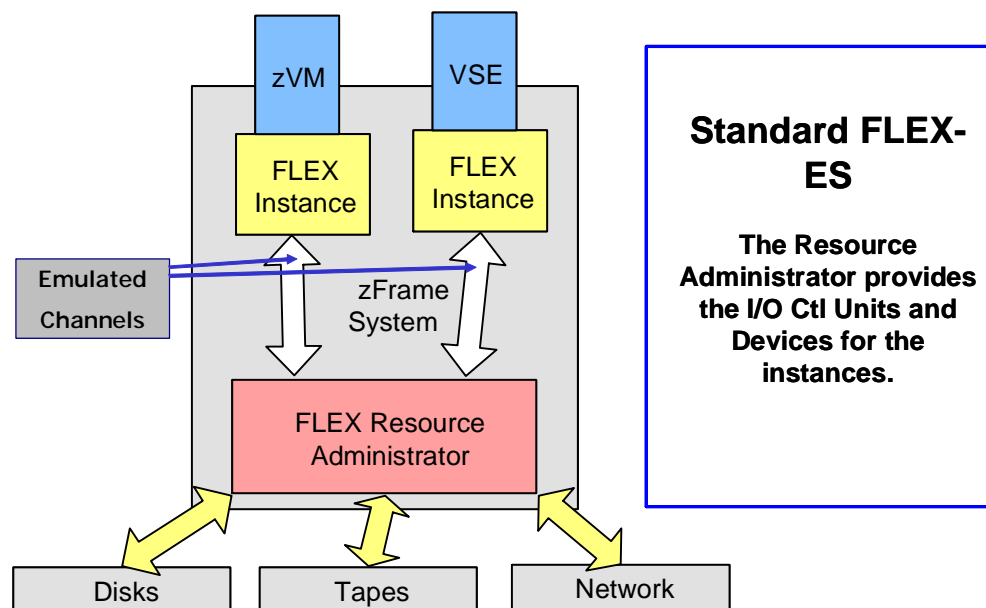 zVM
VSE
FLEX
Instance
FLEX
Instance
Emulated
Channels
zFrame
System
FLEX Resource
Administrator
Disks
Tapes
Network
Standard FLEX-
ES
The Resource
Administrator provides
the I/O Ctl Units and
Devices for the
instances.